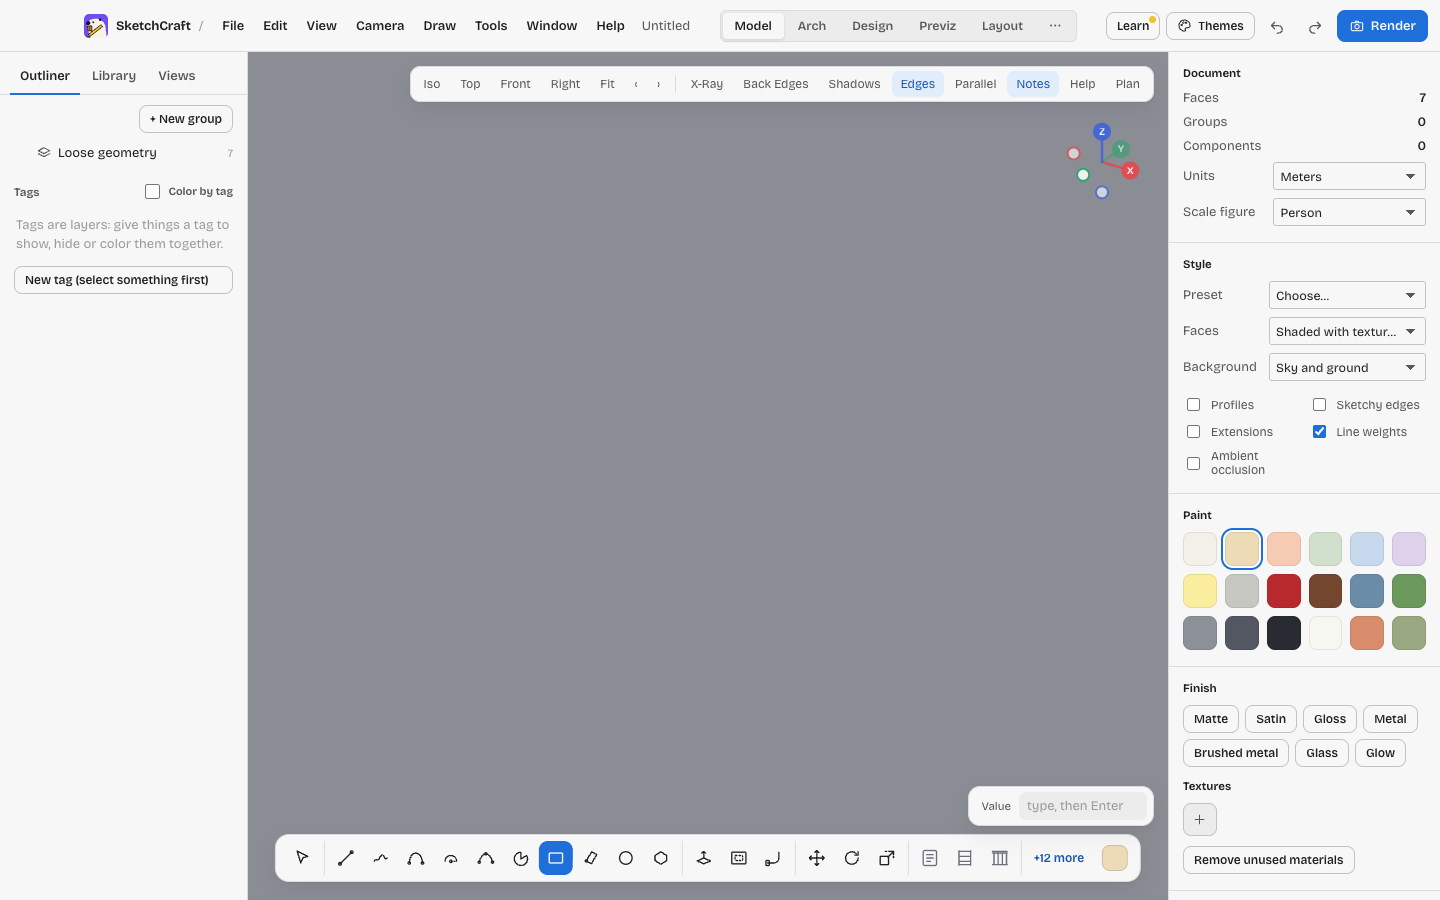 SketchCraft / File Edit View Camera Draw Tools Window Help Untitled Model Arch Design Previz Layout ··· Learn Themes Render
Outliner Library Views
+ New group
Loose geometry 7
Tags Color by tag
Tags are layers: give things a tag to
show, hide or color them together.
New tag (select something first)
Iso Top Front Right Fit ‹ › X-Ray Back Edges Shadows Edges Parallel Notes Help Plan
Z
Y
X
Value type, then Enter
+12 more
Document
Faces 7
Groups 0
Components 0
Units Meters
Scale figure Person
Style
Preset Choose...
Faces Shaded with textur...
Background Sky and ground
Profiles Sketchy edges
Extensions Line weights
Ambient
occlusion
Paint
Finish
Matte Satin Gloss Metal
Brushed metal Glass Glow
Textures
+
Remove unused materials